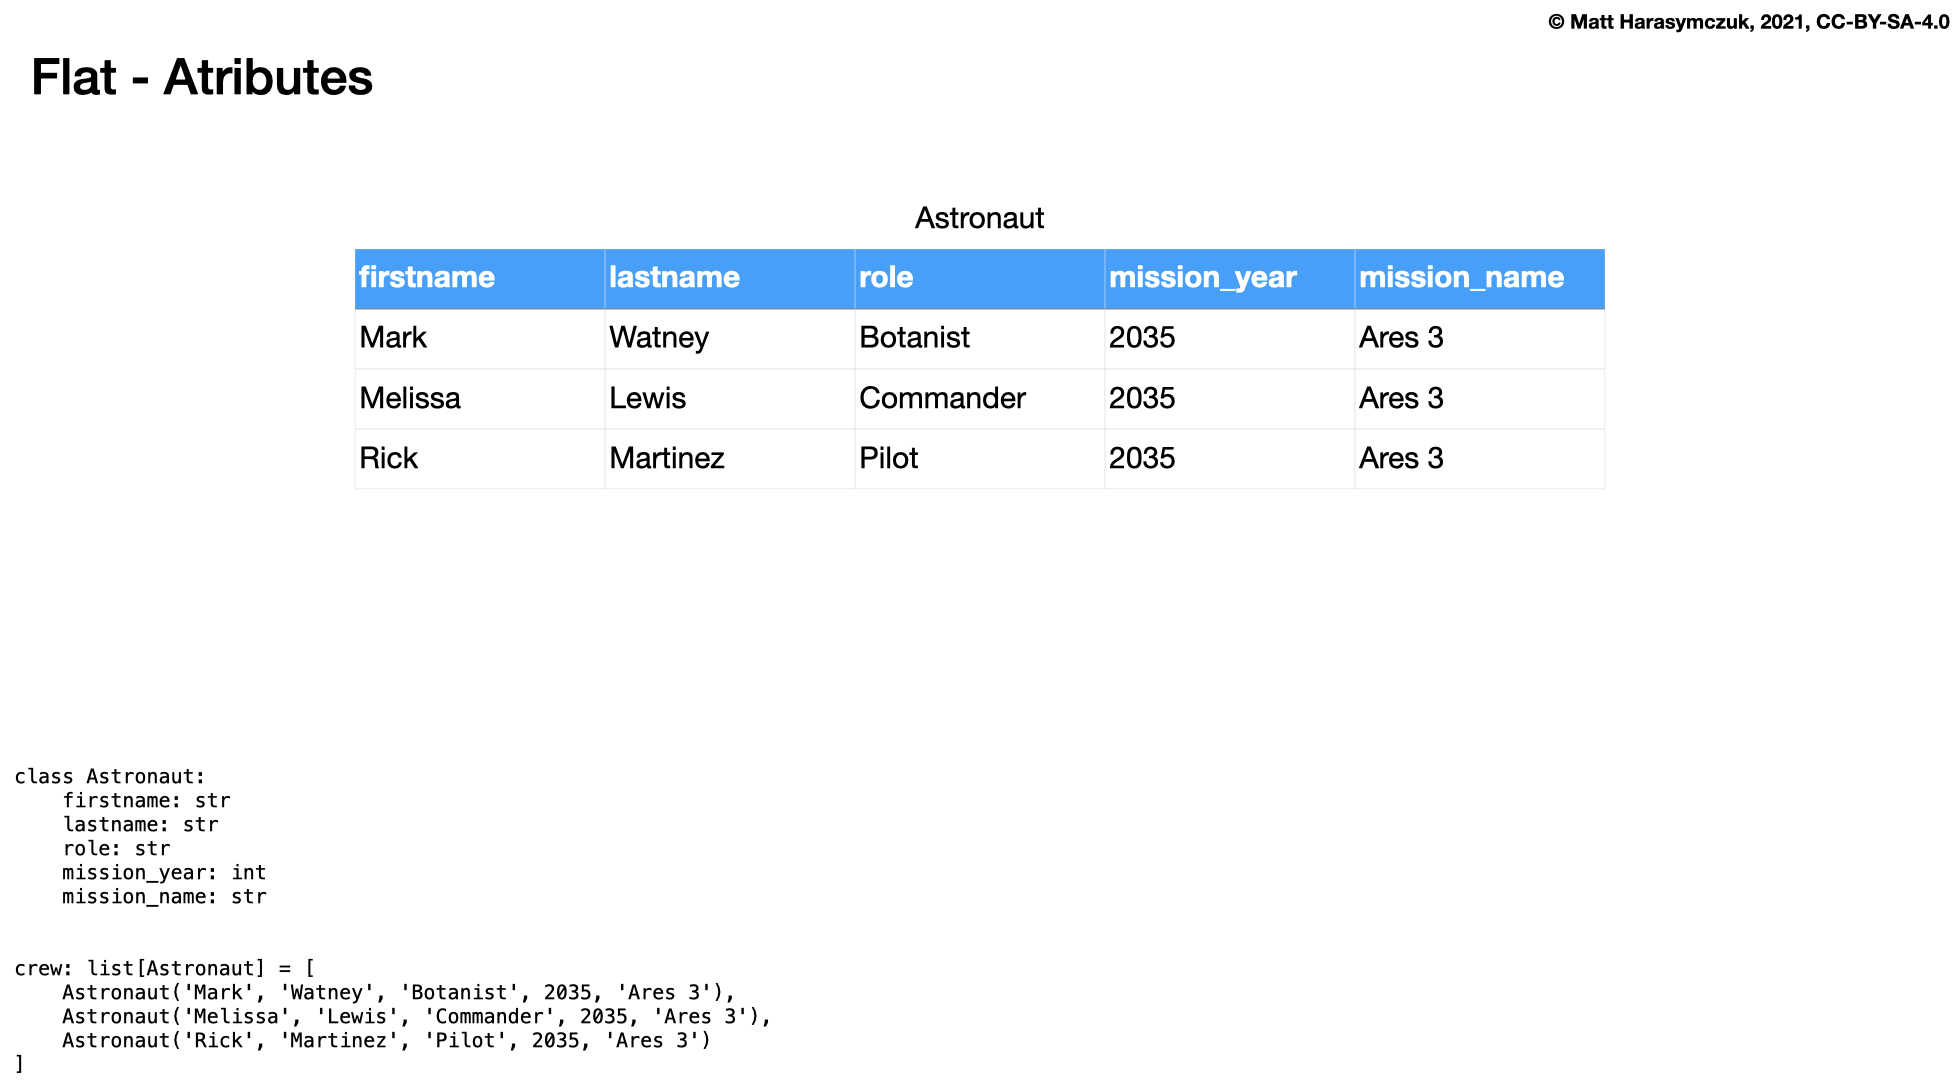 © Matt Harasymczuk, 2021, CC-BY-SA-4.0
Flat - Atributes
Astronaut
firstname lastname role mission_year mission_name
Mark Watney Botanist 2035 Ares 3
Melissa Lewis Commander 2035 Ares 3
Rick Martinez Pilot 2035 Ares 3
class Astronaut:
    firstname: str
    lastname: str
    role: str
    mission_year: int
    mission_name: str
crew: list[Astronaut] = [
    Astronaut('Mark', 'Watney', 'Botanist', 2035, 'Ares 3'),
    Astronaut('Melissa', 'Lewis', 'Commander', 2035, 'Ares 3'),
    Astronaut('Rick', 'Martinez', 'Pilot', 2035, 'Ares 3')
]